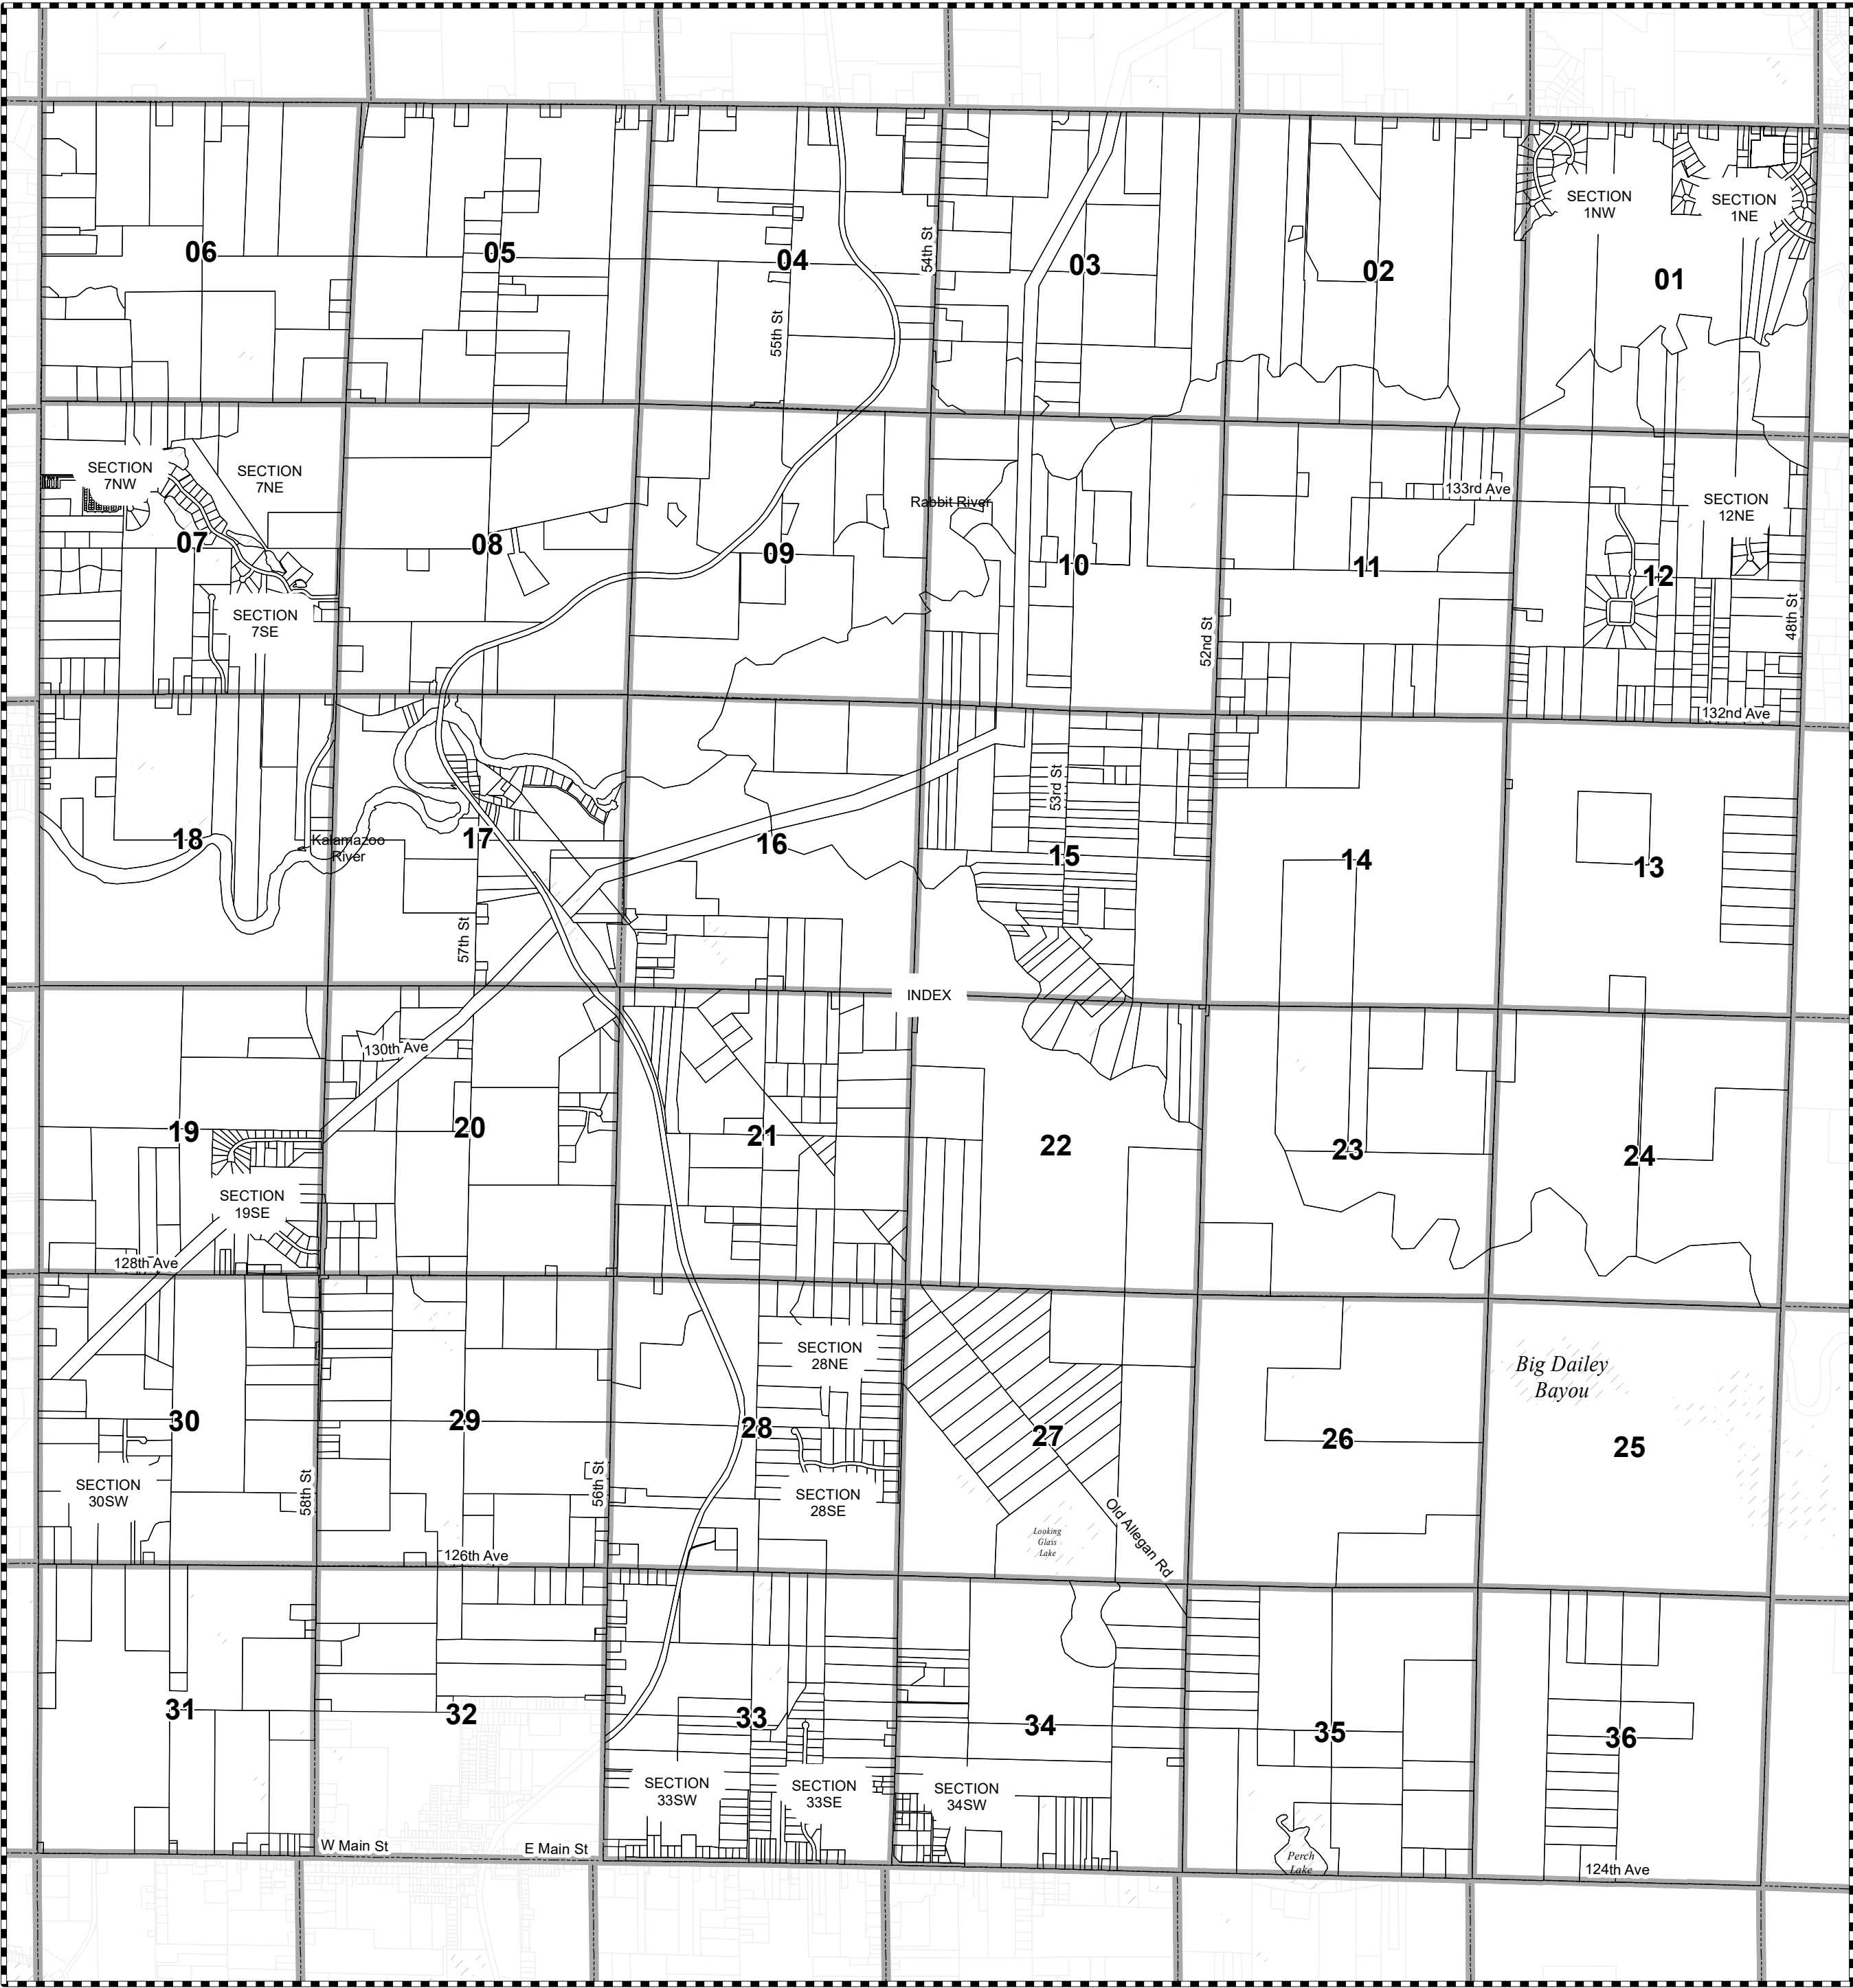 SECTION
1NW
SECTION
1NE
06
05
04
54th St
03
02
01
55th St
SECTION
7NW
SECTION
7NE
Rabbit River
133rd Ave
SECTION
12NE
07
08
09
10
11
12
SECTION
7SE
52nd St
48th St
132nd Ave
53rd St
18
Kalamazoo
River
17
16
15
14
13
57th St
INDEX
130th Ave
19
20
21
22
23
24
SECTION
19SE
128th Ave
SECTION
28NE
Big Dailey
Bayou
30
29
28
27
26
25
SECTION
30SW
58th St
56th St
SECTION
28SE
Old Allegan Rd
Looking
Glass
Lake
126th Ave
31
32
33
34
35
36
SECTION
33SW
SECTION
33SE
SECTION
34SW
W Main St
E Main St
Perch
Lake
124th Ave